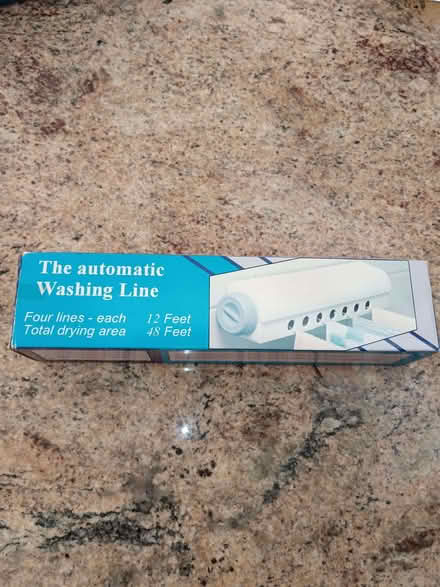 The automatic
Washing Line
Four lines - each 12 Feet
Total drying area 48 Feet